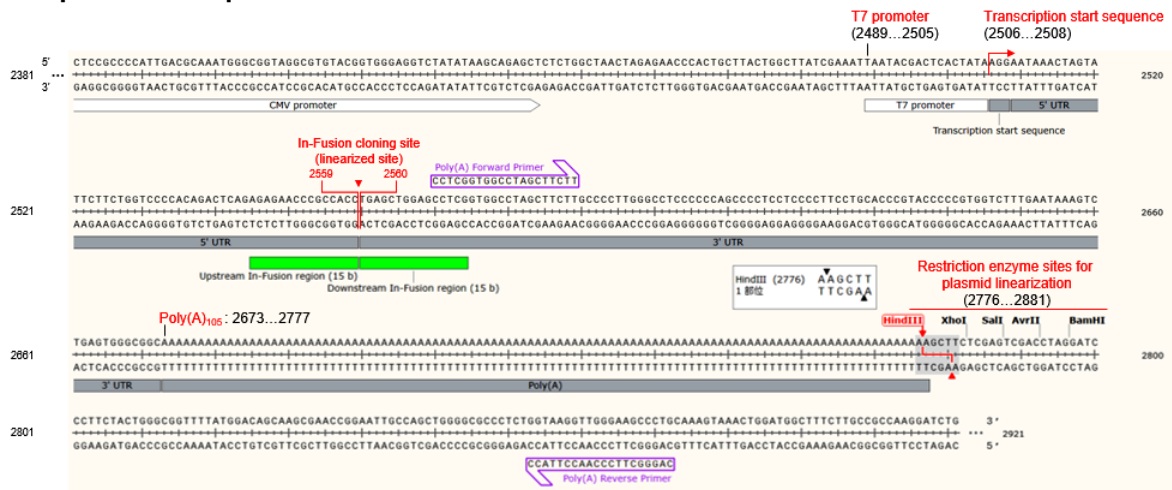 T7 promoter
(2489...2505)
Transcription start sequence
(2506...2508)
5' CTCCGCCCCATTGACGCAAATGGGCGGTAGGCGTGTACGGTGGGAGGTCTATATAAGCAGAGCTCTCTGGCTAACTAGAGAACCCACTGCTTACTGGCTTATCGAAATTAATACGACTCACTATAAGGAATAAACTAGTA
2381 ... 2520
3' GAGGCGGGGTAACTGCGTTTACCCGCCATCCGCACATGCCACCCTCCAGATATATTCGTCTCGAGAGACCGATTGATCTCTTGGGTGACGAATGACCGAATAGCTTTAATTATGCTGAGTGATATTCCTTATTTGATCAT
CMV promoter T7 promoter 5' UTR
Transcription start sequence
In-Fusion cloning site
(linearized site)
2559 2560
Poly(A) Forward Primer
CCTCGGTGGCCTAGCTTCTT
TTCTTCTGGTCCCCACAGACTCAGAGAGAACCCGCCACCTGAGCTGGAGCCTCGGTGGCCTAGCTTCTTGCCCCTTGGGCCTCCCCCCAGCCCCTCCTCCCCTTCCTGCACCCGTACCCCCGTGGTCTTTGAATAAAGTC
2521 2660
AAGAAGACCAGGGGTGTCTGAGTCTCTCTTGGGCGGTGGACTCGACCTCGGAGCCACCGGATCGAAGAACGGGGAACCCGGAGGGGGGTCGGGGAGGAGGGGAAGGACGTGGGCATGGGGGCACCAGAAACTTATTTCAG
5' UTR 3' UTR
Upstream In-Fusion region (15 b)
Downstream In-Fusion region (15 b)
HindIII (2776) AAGCTT
1 部位 TTCGAA
Restriction enzyme sites for
plasmid linearization
(2776...2881)
Poly(A)105 : 2673...2777
HindIII XhoI SalI AvrII BamHI
TGAGTGGGCGGCAAAAAAAAAAAAAAAAAAAAAAAAAAAAAAAAAAAAAAAAAAAAAAAAAAAAAAAAAAAAAAAAAAAAAAAAAAAAAAAAAAAAAAAAAAAAAAAAAAAAAAAAAGCTTCTCGAGTCGACCTAGGATC
2661 2800
ACTCACCCGCCGTTTTTTTTTTTTTTTTTTTTTTTTTTTTTTTTTTTTTTTTTTTTTTTTTTTTTTTTTTTTTTTTTTTTTTTTTTTTTTTTTTTTTTTTTTTTTTTTTTTTTTTTTCGAAGAGCTCAGCTGGATCCTAG
3' UTR Poly(A)
CCTTCTACTGGGCGGTTTTATGGACAGCAAGCGAACCGGAATTGCCAGCTGGGGCGCCCTCTGGTAAGGTTGGGAAGCCCTGCAAAGTAAACTGGATGGCTTTCTTGCCGCCAAGGATCTG 3'
2801 ... 2921
GGAAGATGACCCGCCAAAATACCTGTCGTTCGCTTGGCCTTAACGGTCGACCCCGCGGGAGACCATTCCAACCCTTCGGGACGTTTCATTTGACCTACCGAAAGAACGGCGGTTCCTAGAC 5'
CCATTCCAACCCTTCGGGAC
Poly(A) Reverse Primer